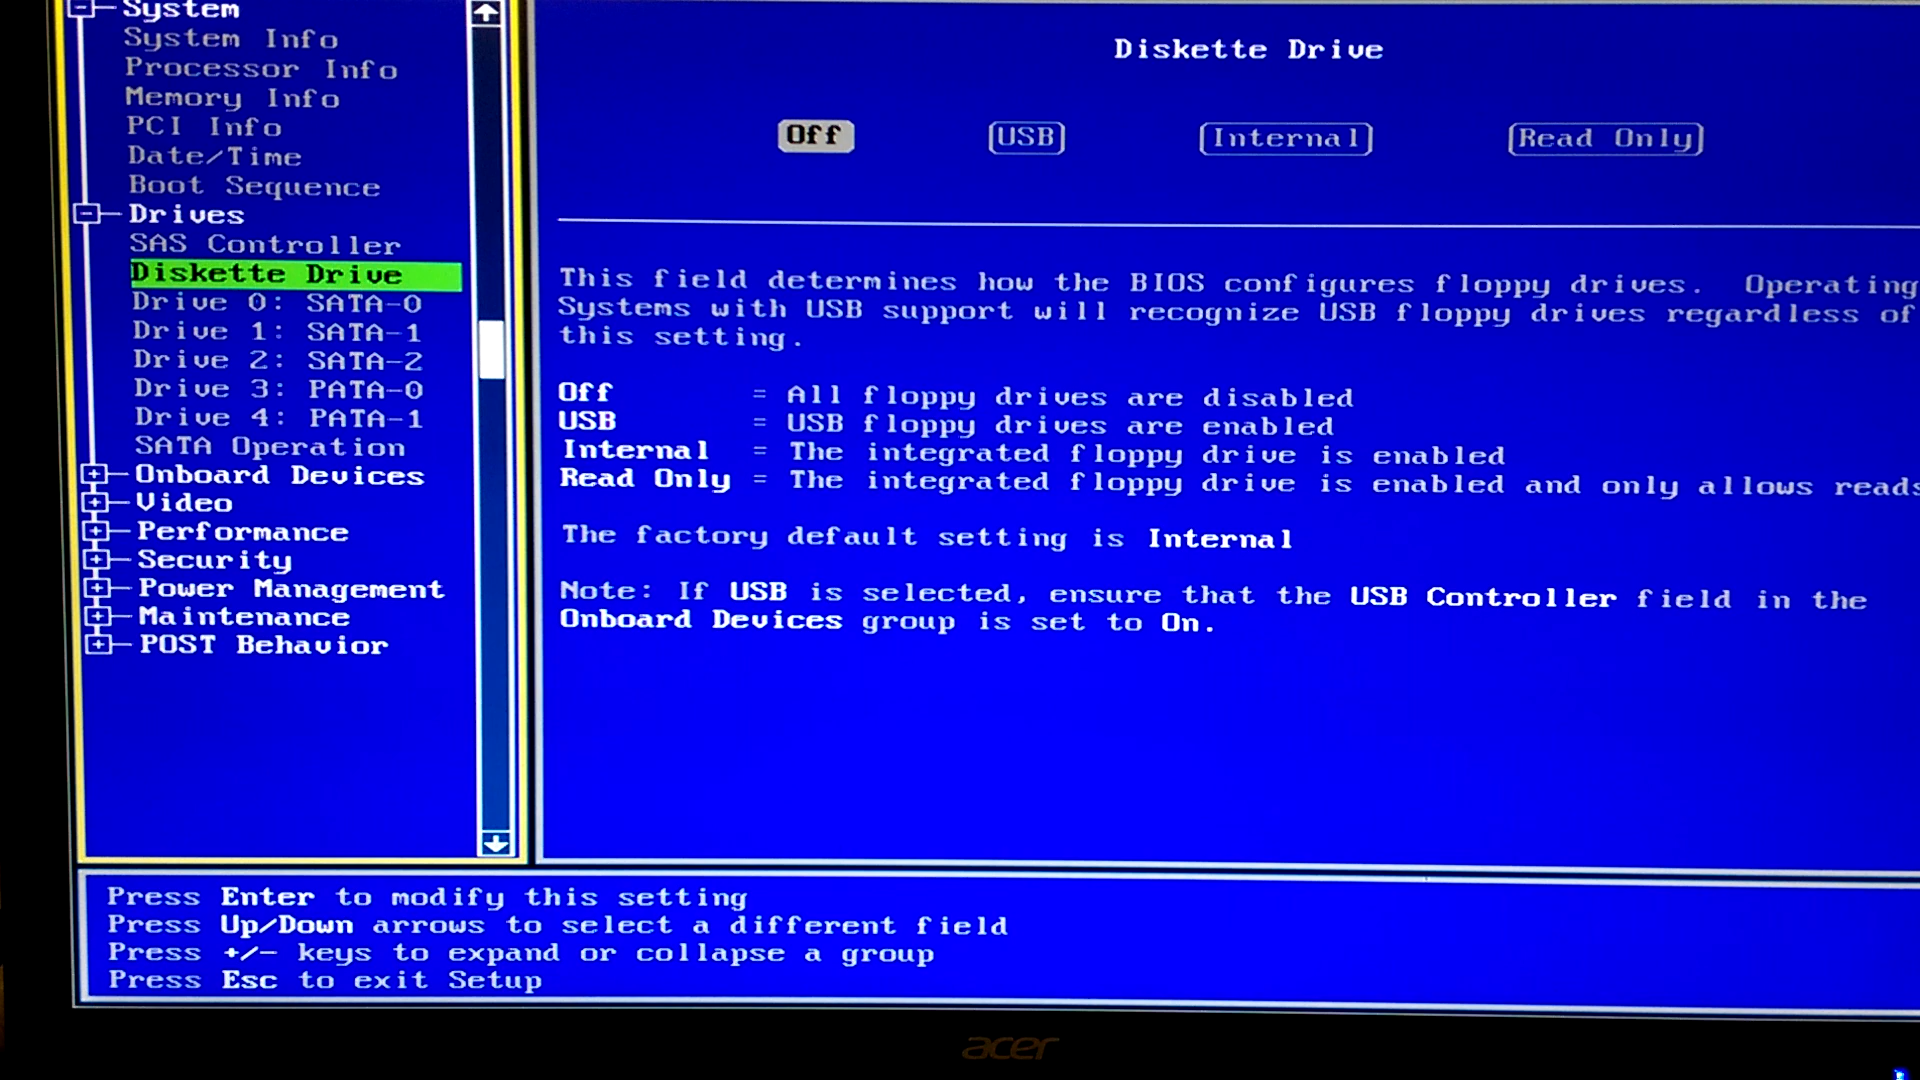 System
System Info
Processor Info
Memory Info
PCI Info
Date/Time
Boot Sequence
Drives
SAS Controller
Diskette Drive
Drive 0: SATA-0
Drive 1: SATA-1
Drive 2: SATA-2
Drive 3: PATA-0
Drive 4: PATA-1
SATA Operation
Onboard Devices
Video
Performance
Security
Power Management
Maintenance
POST Behavior
Diskette Drive
Off USB Internal Read Only
This field determines how the BIOS configures floppy drives. Operating
Systems with USB support will recognize USB floppy drives regardless of
this setting.
Off = All floppy drives are disabled
USB = USB floppy drives are enabled
Internal = The integrated floppy drive is enabled
Read Only = The integrated floppy drive is enabled and only allows reads
The factory default setting is Internal
Note: If USB is selected, ensure that the USB Controller field in the
Onboard Devices group is set to On.
Press Enter to modify this setting
Press Up/Down arrows to select a different field
Press +/- keys to expand or collapse a group
Press Esc to exit Setup
acer